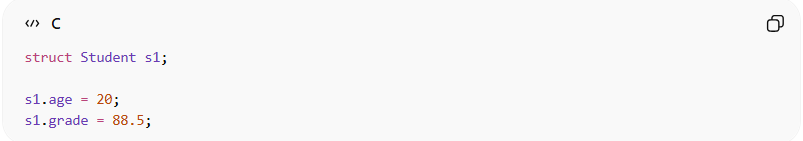 </> C
struct Student s1;
s1.age = 20;
s1.grade = 88.5;